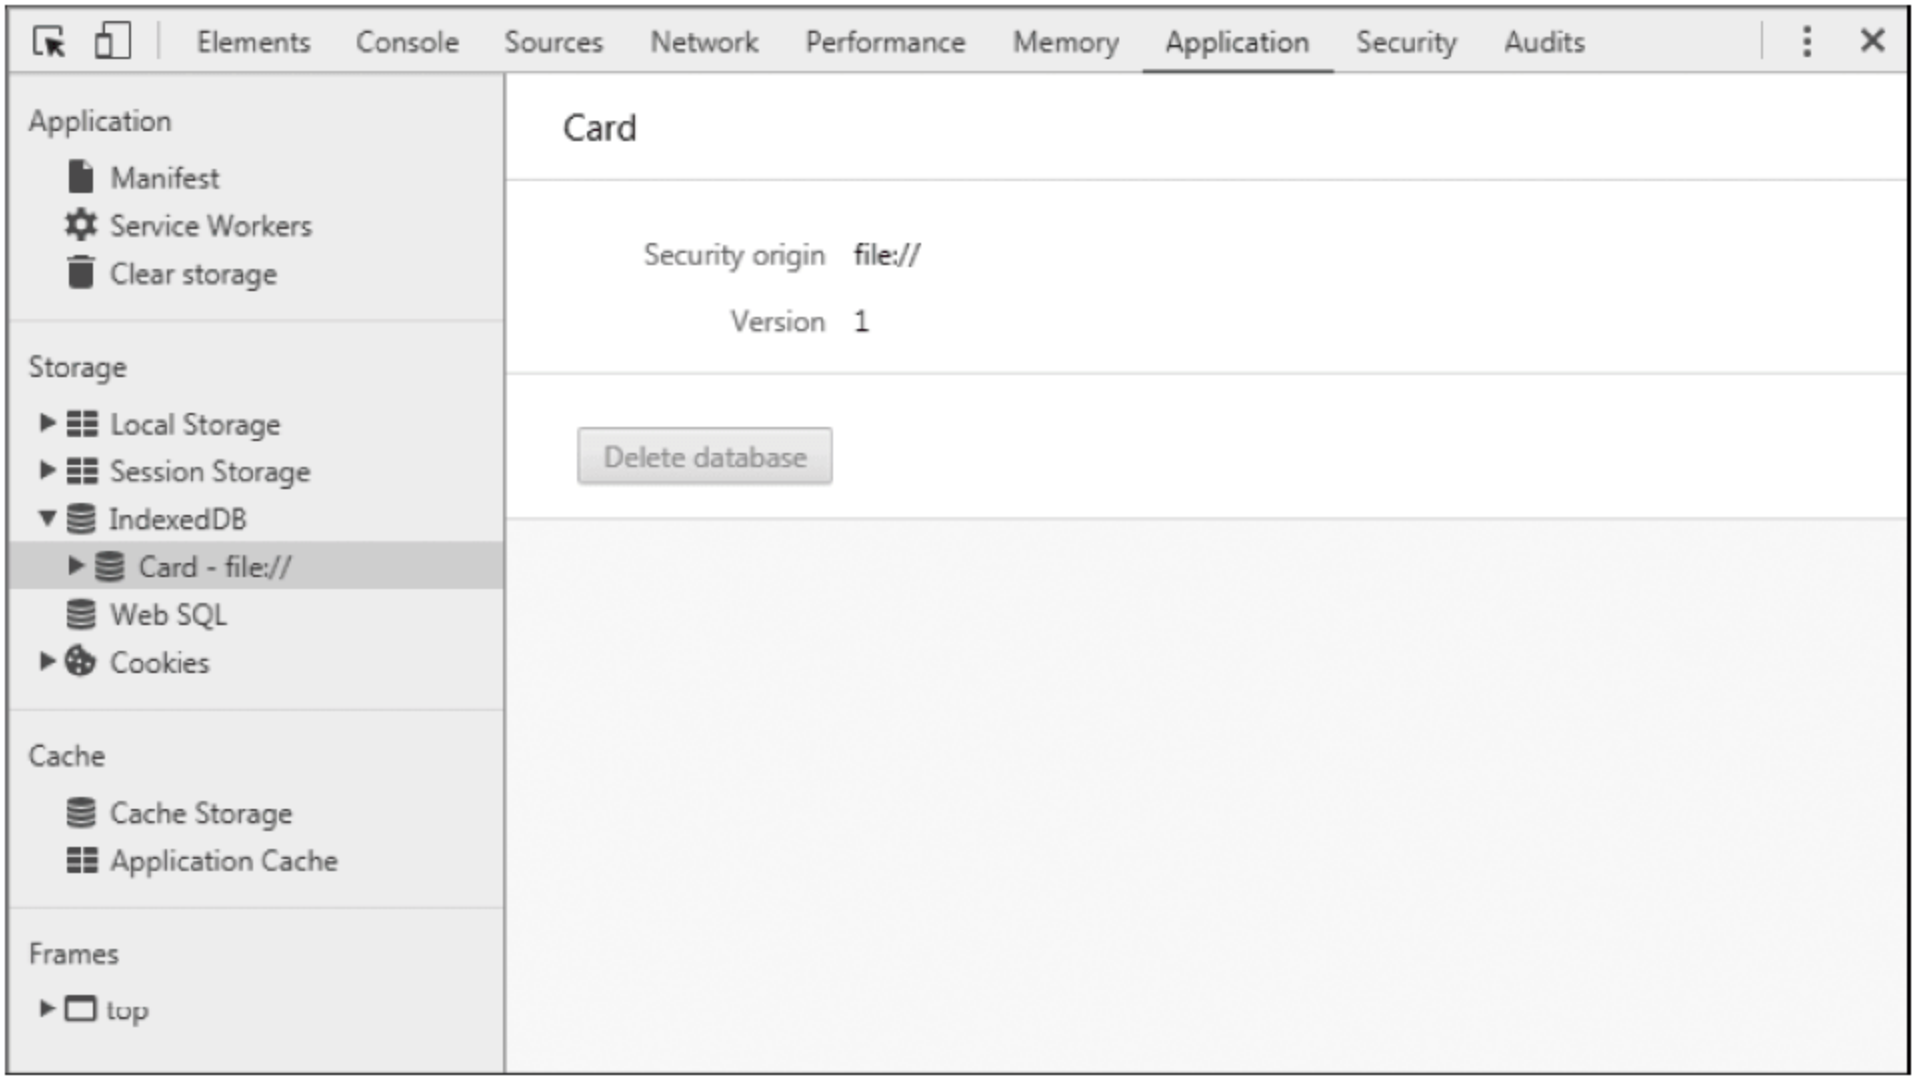 Elements Console Sources Network Performance Memory Application Security Audits
Application
Manifest
Service Workers
Clear storage
Storage
Local Storage
Session Storage
IndexedDB
Card - file://
Web SQL
Cookies
Cache
Cache Storage
Application Cache
Frames
top
Card
Security origin file://
Version 1
Delete database